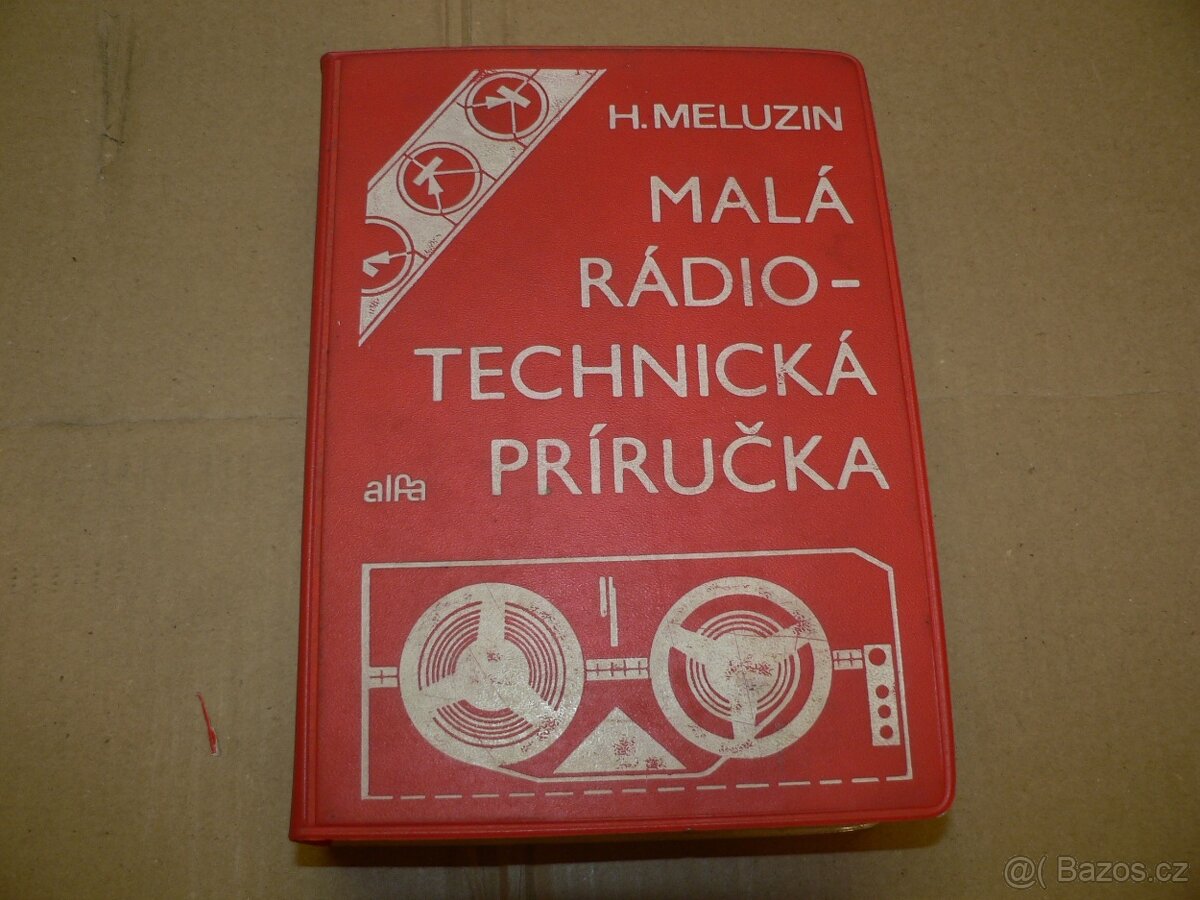 H. MELUZIN
MALÁ
RÁDIO-
TECHNICKÁ
PRÍRUČKA
alfa
@( Bazos.cz